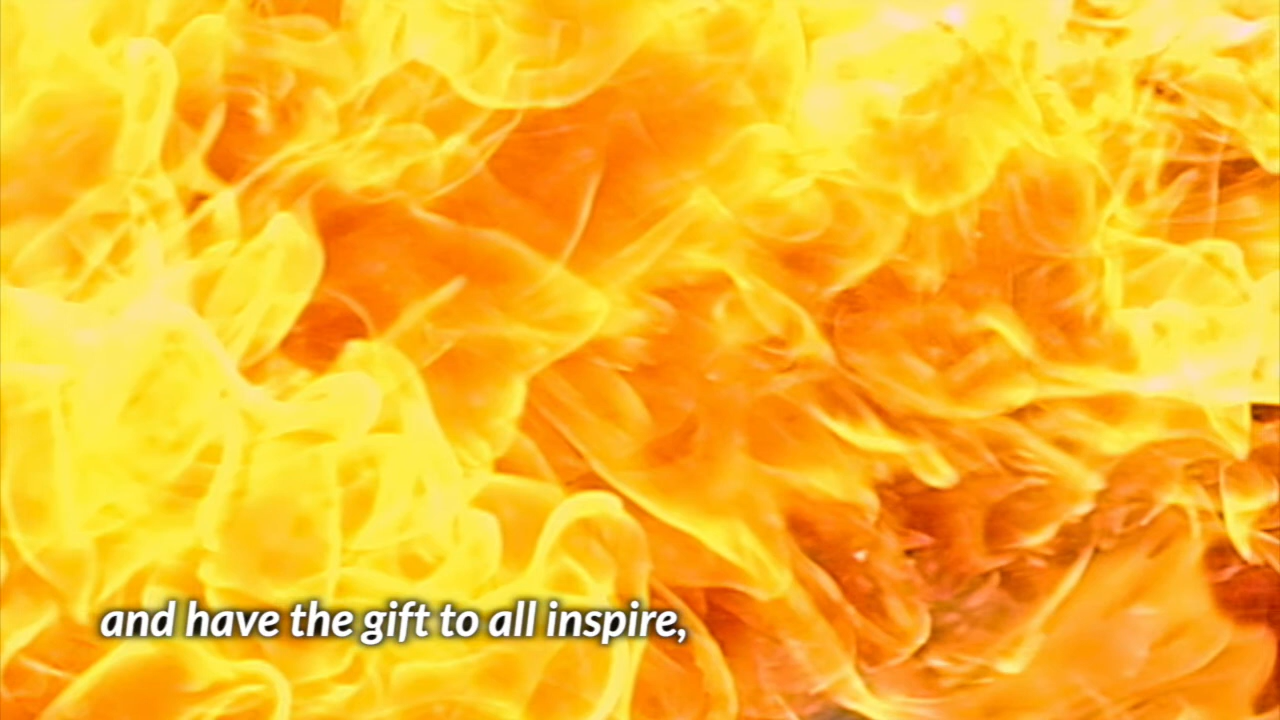 and have the gift to all inspire,